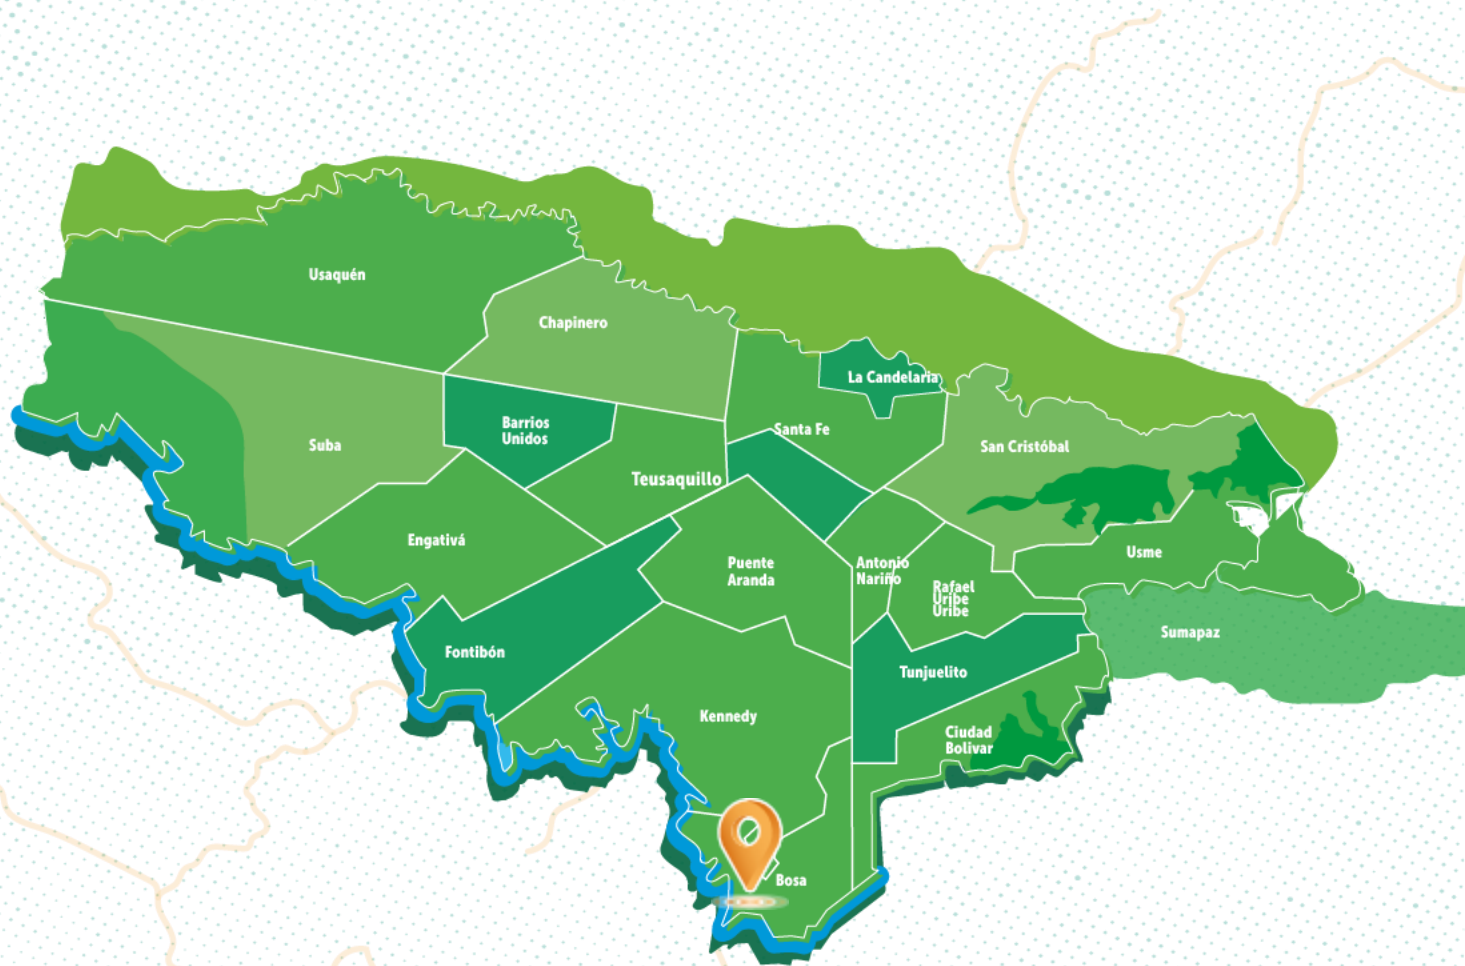 Usaquén
Chapinero
La Candelaria
Barrios
Unidos
Santa Fe
Suba
San Cristóbal
Teusaquillo
Engativá
Usme
Puente
Aranda
Antonio
Nariño
Rafael
Uribe
Uribe
Sumapaz
Fontibón
Tunjuelito
Kennedy
Ciudad
Bolivar
Bosa